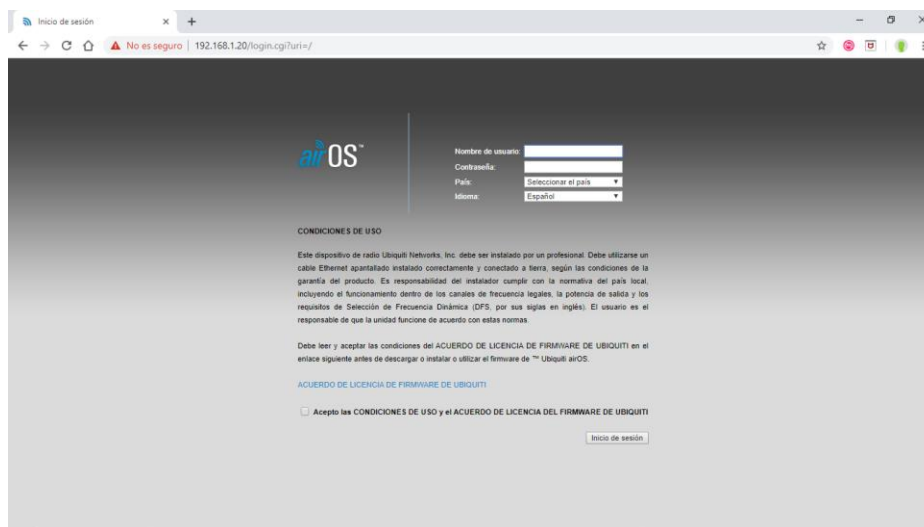 Inicio de sesión
No es seguro
192.168.1.20/login.cgi?uri=/
airOS™
Nombre de usuario:
Contraseña:
País:
Seleccionar el país
Idioma:
Español
CONDICIONES DE USO
Este dispositivo de radio Ubiquiti Networks, Inc. debe ser instalado por un profesional. Debe utilizarse un
cable Ethernet apantallado instalado correctamente y conectado a tierra, según las condiciones de la
garantía del producto. Es responsabilidad del instalador cumplir con la normativa del país local,
incluyendo el funcionamiento dentro de los canales de frecuencia legales, la potencia de salida y los
requisitos de Selección de Frecuencia Dinámica (DFS, por sus siglas en inglés). El usuario es el
responsable de que la unidad funcione de acuerdo con estas normas.
Debe leer y aceptar las condiciones del ACUERDO DE LICENCIA DE FIRMWARE DE UBIQUITI en el
enlace siguiente antes de descargar o instalar o utilizar el firmware de ™ Ubiquiti airOS.
ACUERDO DE LICENCIA DE FIRMWARE DE UBIQUITI
Acepto las CONDICIONES DE USO y el ACUERDO DE LICENCIA DEL FIRMWARE DE UBIQUITI
Inicio de sesión